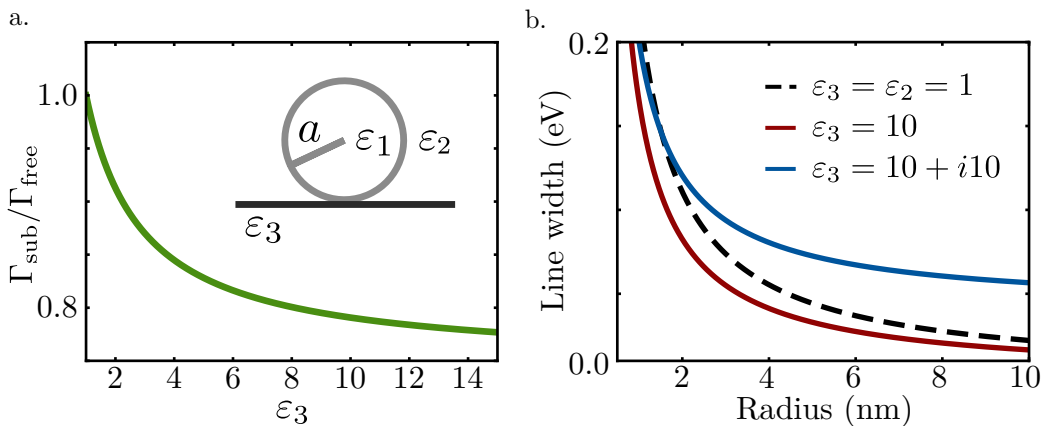 a.
Γsub/Γfree
1.0
0.8
a
ε1
ε2
ε3
2 4 6 8 10 12 14
ε3
b.
Line width (eV)
0.2
0.0
ε3 = ε2 = 1
ε3 = 10
ε3 = 10 + i10
2 4 6 8 10
Radius (nm)